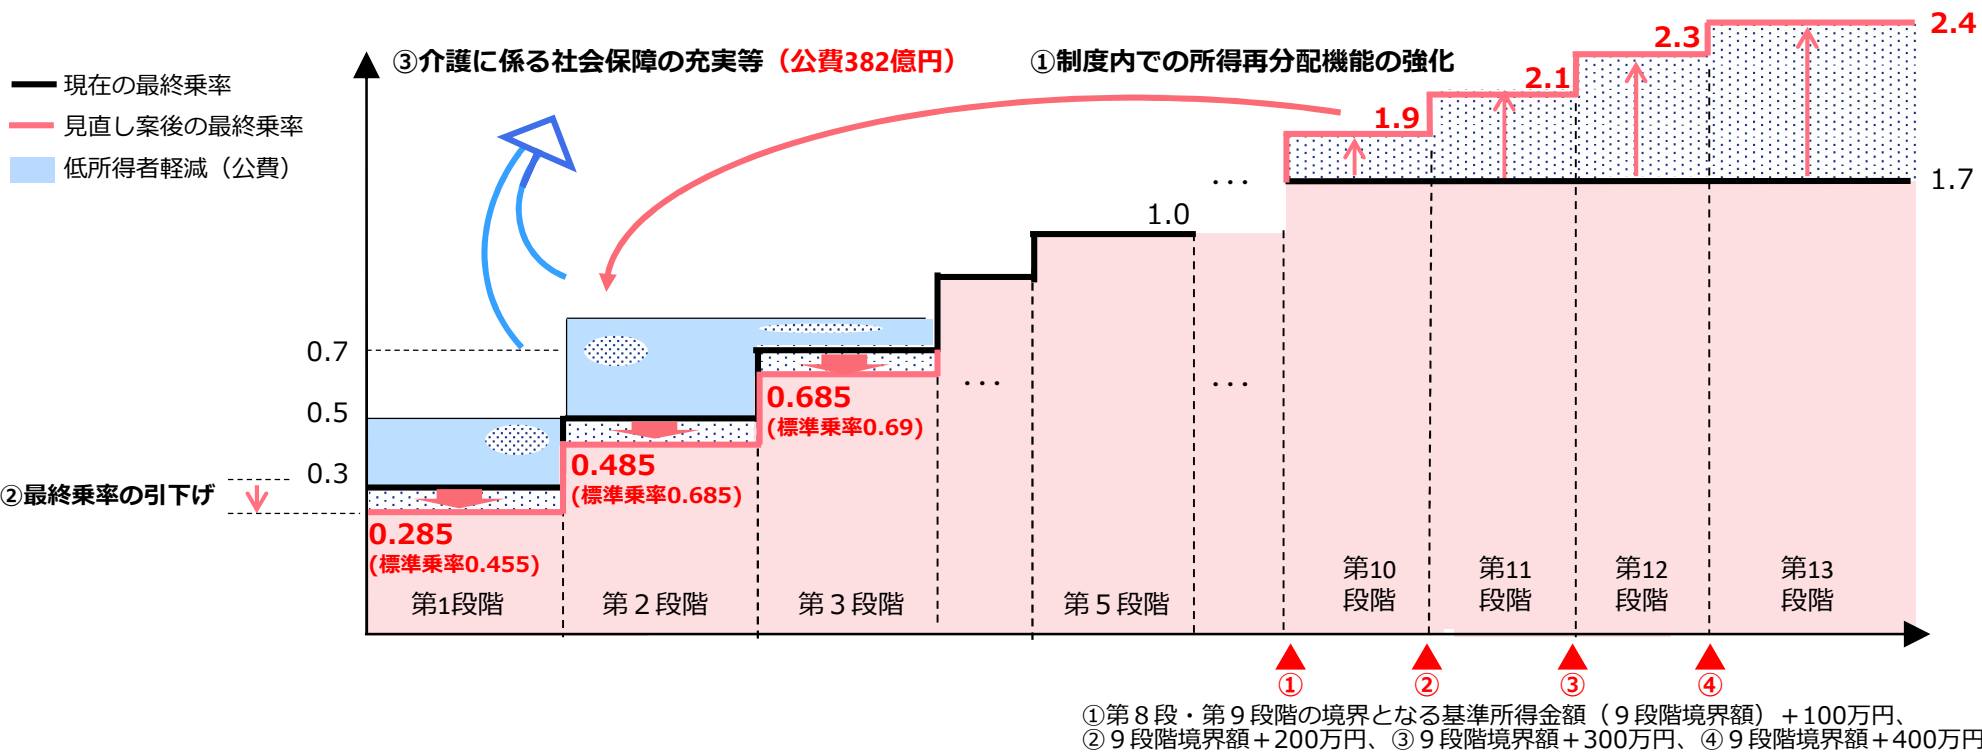 ③介護に係る社会保障の充実等（公費382億円）
①制度内での所得再分配機能の強化
現在の最終乗率
見直し案後の最終乗率
低所得者軽減（公費）
1.9
2.1
2.3
2.4
1.7
1.0
…
…
…
0.7
0.5
0.3
②最終乗率の引下げ
0.685
(標準乗率0.69)
0.485
(標準乗率0.685)
0.285
(標準乗率0.455)
第1段階
第２段階
第３段階
第５段階
第10
段階
第11
段階
第12
段階
第13
段階
①
②
③
④
①第８段・第９段階の境界となる基準所得金額（９段階境界額）＋100万円、
②９段階境界額＋200万円、③９段階境界額＋300万円、④９段階境界額＋400万円